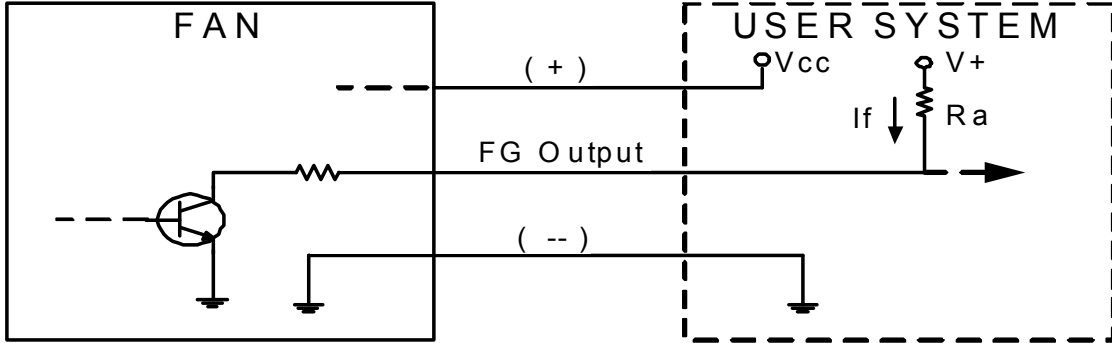 FAN
USER SYSTEM
( + )
Vcc
V+
If
Ra
FG Output
( -- )